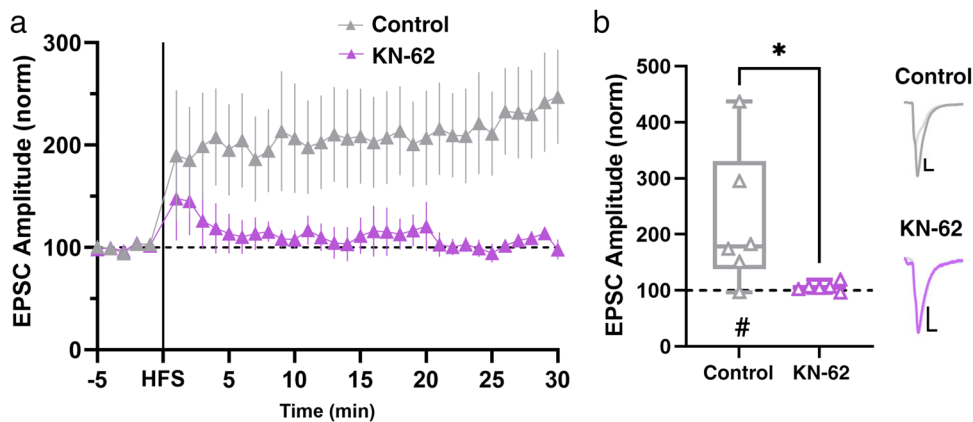 a
Control
KN-62
300
200
100
0
EPSC Amplitude (norm)
-5
HFS
5
10
15
20
25
30
Time (min)
b
*
500
400
300
200
100
0
EPSC Amplitude (norm)
#
Control
KN-62
Control
KN-62